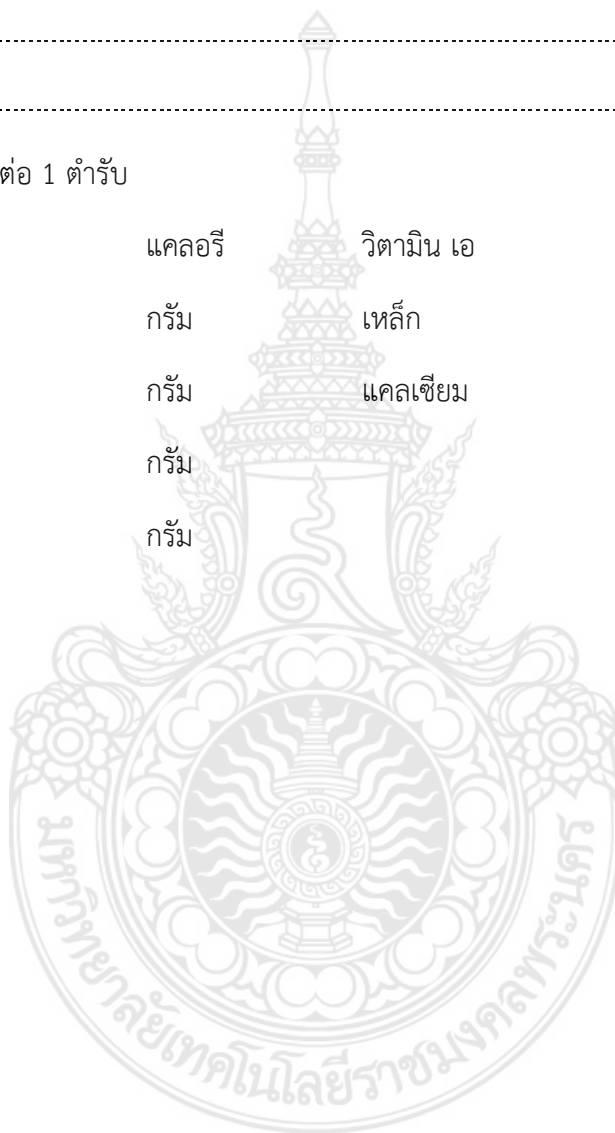 ต่อ 1 ตำรับ
แคลอรี วิตามิน เอ
กรัม เหล็ก
กรัม แคลเซียม
กรัม
กรัม
มหาวิทยาลัยเทคโนโลยีราชมงคลพระนคร